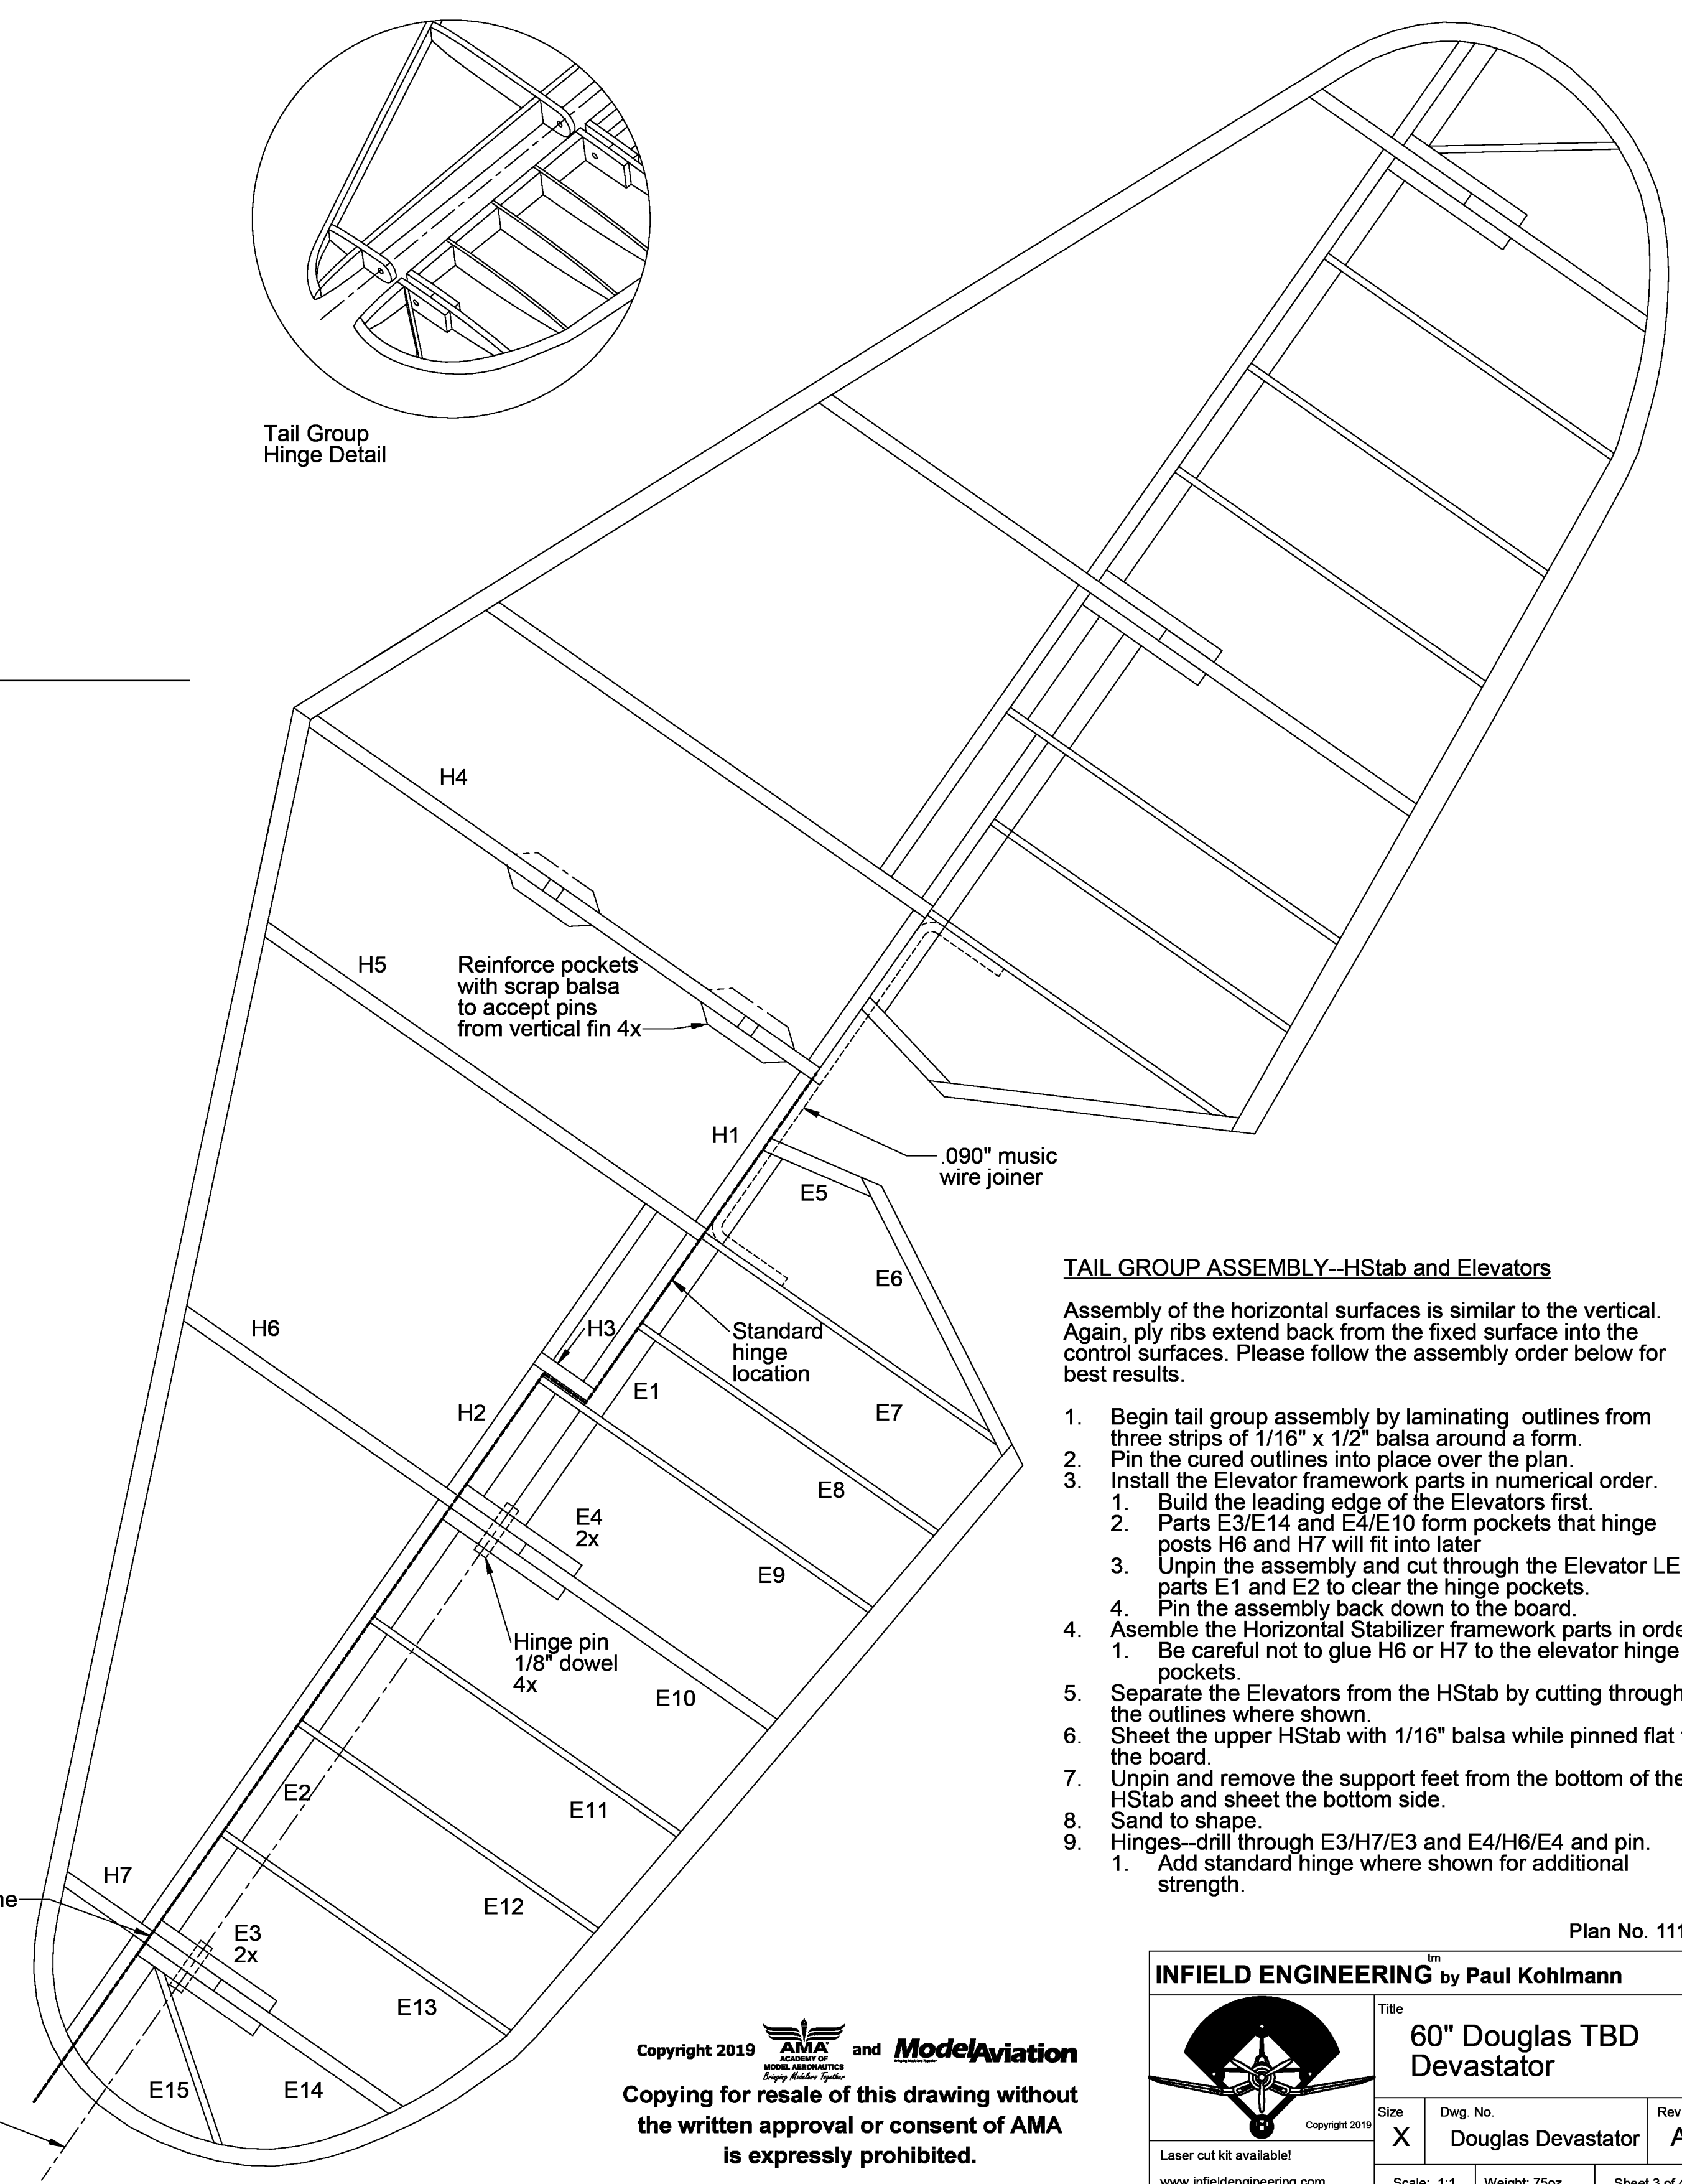 Tail Group
Hinge Detail
H4
H5
Reinforce pockets
with scrap balsa
to accept pins
from vertical fin 4x
H1
.090" music
wire joiner
E5
E6
H6
H3
Standard
hinge
location
E1
H2
E7
E8
E4
2x
E9
Hinge pin
1/8" dowel
4x
E10
E2
E11
H7
E12
E3
2x
E13
E15
E14
TAIL GROUP ASSEMBLY--HStab and Elevators
Assembly of the horizontal surfaces is similar to the vertical.
Again, ply ribs extend back from the fixed surface into the
control surfaces. Please follow the assembly order below for
best results.
1. Begin tail group assembly by laminating outlines from
three strips of 1/16" x 1/2" balsa around a form.
2. Pin the cured outlines into place over the plan.
3. Install the Elevator framework parts in numerical order.
1. Build the leading edge of the Elevators first.
2. Parts E3/E14 and E4/E10 form pockets that hinge
posts H6 and H7 will fit into later
3. Unpin the assembly and cut through the Elevator LE
parts E1 and E2 to clear the hinge pockets.
4. Pin the assembly back down to the board.
4. Asemble the Horizontal Stabilizer framework parts in orde
1. Be careful not to glue H6 or H7 to the elevator hinge
pockets.
5. Separate the Elevators from the HStab by cutting through
the outlines where shown.
6. Sheet the upper HStab with 1/16" balsa while pinned flat
the board.
7. Unpin and remove the support feet from the bottom of the
HStab and sheet the bottom side.
8. Sand to shape.
9. Hinges--drill through E3/H7/E3 and E4/H6/E4 and pin.
1. Add standard hinge where shown for additional
strength.
Plan No. 111
INFIELD ENGINEERING tm by Paul Kohlmann
Title
60" Douglas TBD
Devastator
Copyright 2019
Size
X
Dwg. No.
Douglas Devastator
Rev
A
Laser cut kit available!
www.infieldengineering.com
Scale: 1:1
Weight: 75oz
Sheet 3 of
Copyright 2019 AMA and Model Aviation
ACADEMY OF
MODEL AERONAUTICS
Bringing Modelers Together
Copying for resale of this drawing without
the written approval or consent of AMA
is expressly prohibited.